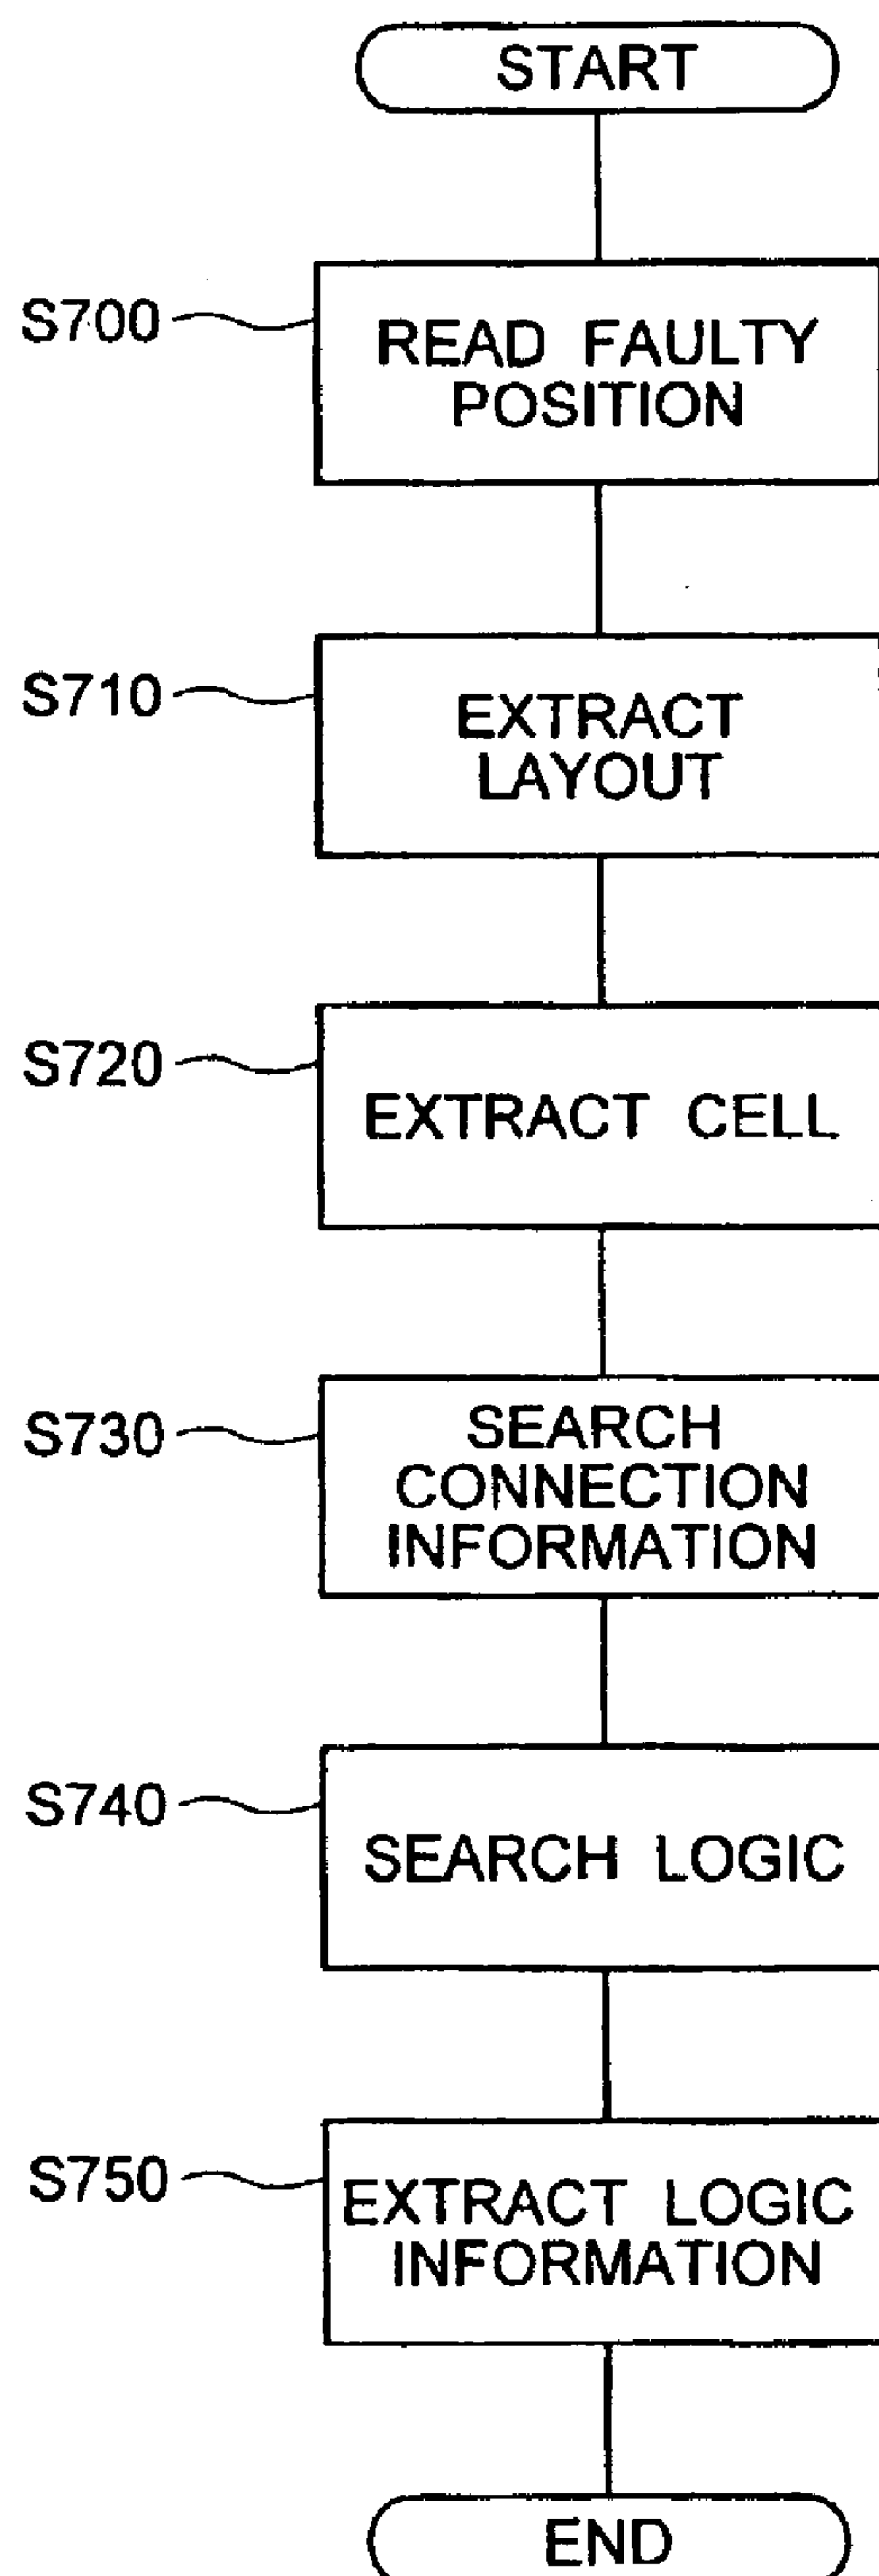 START
S700
READ FAULTY
POSITION
S710
EXTRACT
LAYOUT
S720
EXTRACT CELL
S730
SEARCH
CONNECTION
INFORMATION
S740
SEARCH LOGIC
S750
EXTRACT LOGIC
INFORMATION
END